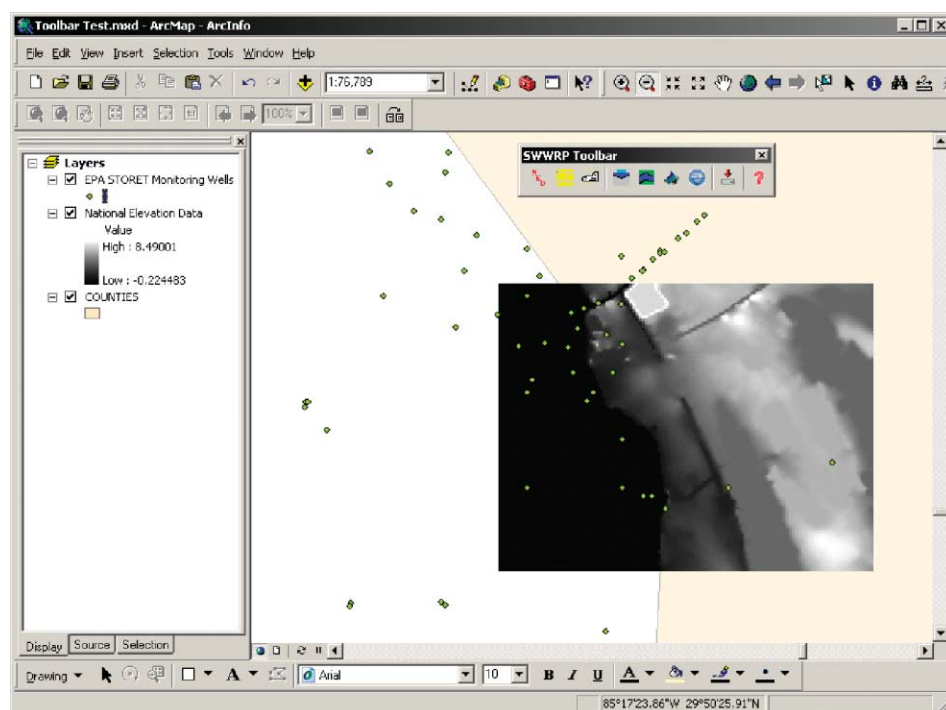 Toolbar Test.mxd - ArcMap - ArcInfo
File Edit View Insert Selection Tools Window Help
1:76,789
100%
SWWRP Toolbar
NED
Layers
EPA STORET Monitoring Wells
National Elevation Data
Value
High : 8.49001
Low : -0.224483
COUNTIES
Display Source Selection
Drawing A Arial 10 B I U A
85°17'23.86"W 29°50'25.91"N